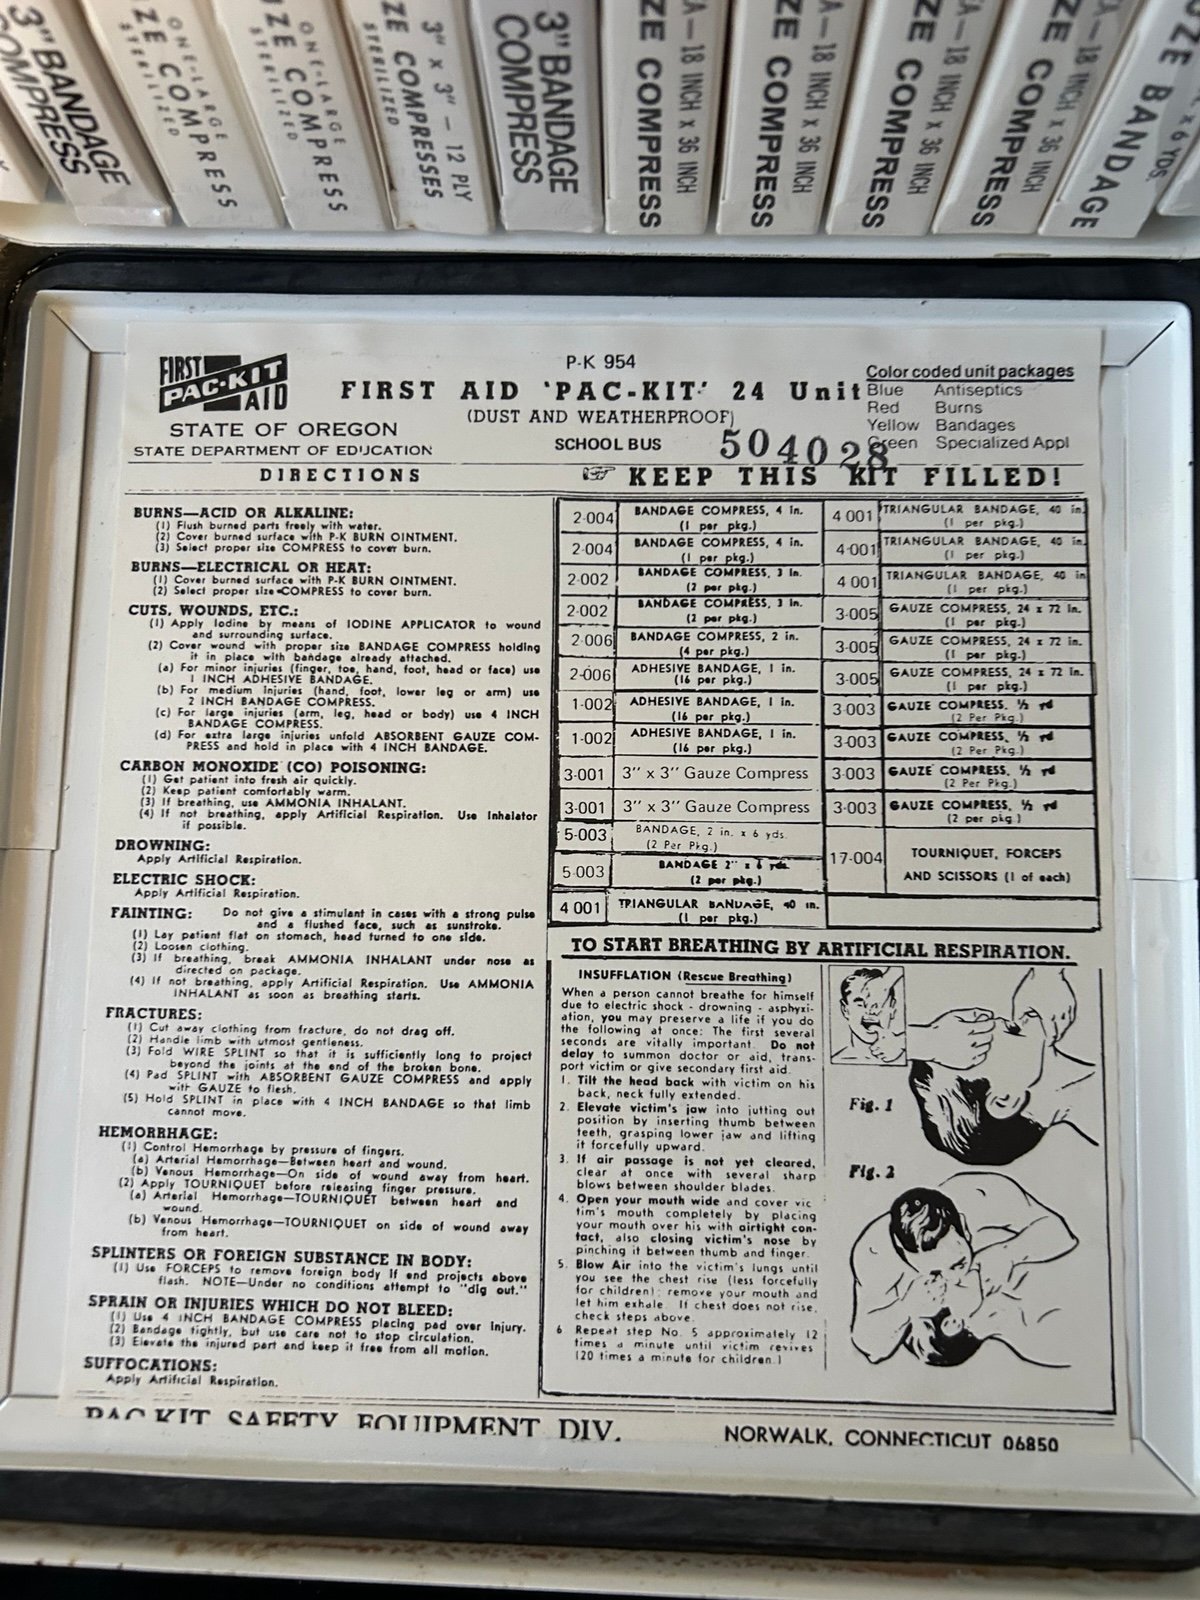 3" BANDAGE
COMPRESS
ONE-LARGE
COMPRESS
STERILIZED
ONE-LARGE
COMPRESS
STERILIZED
3" x 3" — 12 PLY
COMPRESSES
STERILIZED
3" BANDAGE
COMPRESS
18 INCH x 36 INCH
COMPRESS
18 INCH x 36 INCH
COMPRESS
18 INCH x 36 INCH
COMPRESS
18 INCH x 36 INCH
COMPRESS
x 6 YDS.
BANDAGE
FIRST
PAC-KIT
AID
STATE OF OREGON
STATE DEPARTMENT OF EDUCATION
P-K 954
FIRST AID 'PAC-KIT' 24 Unit
(DUST AND WEATHERPROOF)
SCHOOL BUS 504028
Color coded unit packages
Blue Antiseptics
Red Burns
Yellow Bandages
Green Specialized Appl
DIRECTIONS
☞ KEEP THIS KIT FILLED!
BURNS—ACID OR ALKALINE:
(1) Flush burned parts freely with water.
(2) Cover burned surface with P-K BURN OINTMENT.
(3) Select proper size COMPRESS to cover burn.
BURNS—ELECTRICAL OR HEAT:
(1) Cover burned surface with P-K BURN OINTMENT.
(2) Select proper size COMPRESS to cover burn.
CUTS, WOUNDS, ETC.:
(1) Apply Iodine by means of IODINE APPLICATOR to wound
and surrounding surface.
(2) Cover wound with proper size BANDAGE COMPRESS holding
it in place with bandage already attached.
(a) For minor injuries (finger, toe, hand, foot, head or face) use
1 INCH ADHESIVE BANDAGE.
(b) For medium injuries (hand, foot, lower leg or arm) use
2 INCH BANDAGE COMPRESS.
(c) For large injuries (arm, leg, head or body) use 4 INCH
BANDAGE COMPRESS.
(d) For extra large injuries unfold ABSORBENT GAUZE COM-
PRESS and hold in place with 4 INCH BANDAGE.
CARBON MONOXIDE (CO) POISONING:
(1) Get patient into fresh air quickly.
(2) Keep patient comfortably warm.
(3) If breathing, use AMMONIA INHALANT.
(4) If not breathing, apply Artificial Respiration. Use Inhalator
if possible.
DROWNING:
Apply Artificial Respiration.
ELECTRIC SHOCK:
Apply Artificial Respiration.
FAINTING: Do not give a stimulant in cases with a strong pulse
and a flushed face, such as sunstroke.
(1) Lay patient flat on stomach, head turned to one side.
(2) Loosen clothing.
(3) If breathing, break AMMONIA INHALANT under nose as
directed on package.
(4) If not breathing, apply Artificial Respiration. Use AMMONIA
INHALANT as soon as breathing starts.
FRACTURES:
(1) Cut away clothing from fracture, do not drag off.
(2) Handle limb with utmost gentleness.
(3) Fold WIRE SPLINT so that it is sufficiently long to project
beyond the joints at the end of the broken bone.
(4) Pad SPLINT with ABSORBENT GAUZE COMPRESS and apply
with GAUZE to flesh.
(5) Hold SPLINT in place with 4 INCH BANDAGE so that limb
cannot move.
HEMORRHAGE:
(1) Control Hemorrhage by pressure of fingers.
(a) Arterial Hemorrhage—Between heart and wound.
(b) Venous Hemorrhage—On side of wound away from heart.
(2) Apply TOURNIQUET before releasing finger pressure.
(a) Arterial Hemorrhage—TOURNIQUET between heart and
wound.
(b) Venous Hemorrhage—TOURNIQUET on side of wound away
from heart.
SPLINTERS OR FOREIGN SUBSTANCE IN BODY:
(1) Use FORCEPS to remove foreign body if end projects above
flash. NOTE—Under no conditions attempt to "dig out."
SPRAIN OR INJURIES WHICH DO NOT BLEED:
(1) Use 4 INCH BANDAGE COMPRESS placing pad over injury.
(2) Bandage tightly, but use care not to stop circulation.
(3) Elevate the injured part and keep it free from all motion.
SUFFOCATIONS:
Apply Artificial Respiration.
2-004 BANDAGE COMPRESS, 4 in.
(1 per pkg.)
2-004 BANDAGE COMPRESS, 4 in.
(1 per pkg.)
2-002 BANDAGE COMPRESS, 3 in.
(2 per pkg.)
2-002 BANDAGE COMPRESS, 3 in.
(2 per pkg.)
2-006 BANDAGE COMPRESS, 2 in.
(4 per pkg.)
2-006 ADHESIVE BANDAGE, 1 in.
(16 per pkg.)
1-002 ADHESIVE BANDAGE, 1 in.
(16 per pkg.)
1-002 ADHESIVE BANDAGE, 1 in.
(16 per pkg.)
3-001 3" x 3" Gauze Compress
3-001 3" x 3" Gauze Compress
5-003 BANDAGE, 2 in. x 6 yds.
(2 Per Pkg.)
5-003 BANDAGE 2" x 6 yds.
(2 per pkg.)
4 001 TRIANGULAR BANDAGE, 40 in.
(1 per pkg.)
4 001 TRIANGULAR BANDAGE, 40 in.
(1 per pkg.)
4-001 TRIANGULAR BANDAGE, 40 in.
(1 per pkg.)
4 001 TRIANGULAR BANDAGE, 40 in
(1 per pkg.)
3-005 GAUZE COMPRESS, 24 x 72 in.
(1 per pkg.)
3-005 GAUZE COMPRESS, 24 x 72 in.
(1 per pkg.)
3-005 GAUZE COMPRESS, 24 x 72 in.
(1 per pkg.)
3-003 GAUZE COMPRESS, ½ yd
(2 Per Pkg.)
3-003 GAUZE COMPRESS, ½ yd
(2 Per Pkg.)
3-003 GAUZE COMPRESS, ½ yd
(2 Per Pkg.)
3-003 GAUZE COMPRESS, ½ yd
(2 per pkg)
17-004 TOURNIQUET, FORCEPS
AND SCISSORS (1 of each)
TO START BREATHING BY ARTIFICIAL RESPIRATION.
INSUFFLATION (Rescue Breathing)
When a person cannot breathe for himself
due to electric shock - drowning - asphyxi-
ation, you may preserve a life if you do
the following at once: The first several
seconds are vitally important. Do not
delay to summon doctor or aid, trans-
port victim or give secondary first aid.
1. Tilt the head back with victim on his
back, neck fully extended.
2. Elevate victim's jaw into jutting out
position by inserting thumb between
teeth, grasping lower jaw and lifting
it forcefully upward.
3. If air passage is not yet cleared,
clear at once with several sharp
blows between shoulder blades.
4. Open your mouth wide and cover vic
tim's mouth completely by placing
your mouth over his with airtight con-
tact, also closing victim's nose by
pinching it between thumb and finger.
5. Blow Air into the victim's lungs until
you see the chest rise (less forcefully
for children); remove your mouth and
let him exhale. If chest does not rise,
check steps above.
6 Repeat step No. 5 approximately 12
times a minute until victim revives
(20 times a minute for children.)
Fig. 1
Fig. 2
PAC-KIT SAFETY EQUIPMENT DIV.
NORWALK, CONNECTICUT 06850